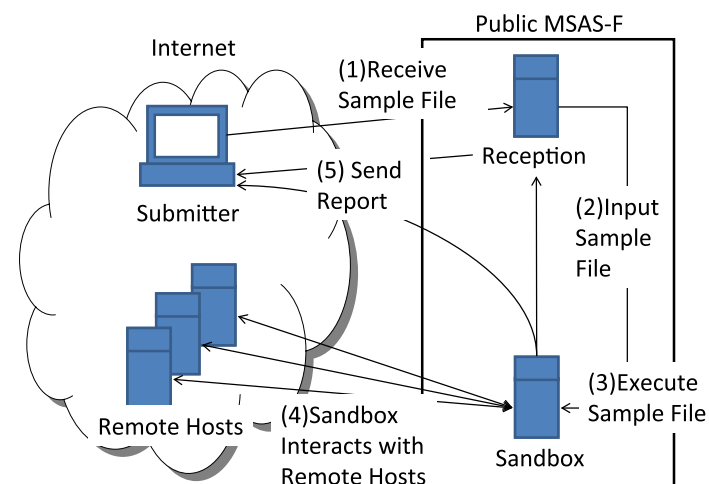 Public MSAS-F
Internet
(1)Receive
Sample File
Reception
(5) Send
Report
Submitter
(2)Input
Sample
File
(3)Execute
Sample File
Remote Hosts
(4)Sandbox
Interacts with
Remote Hosts
Sandbox